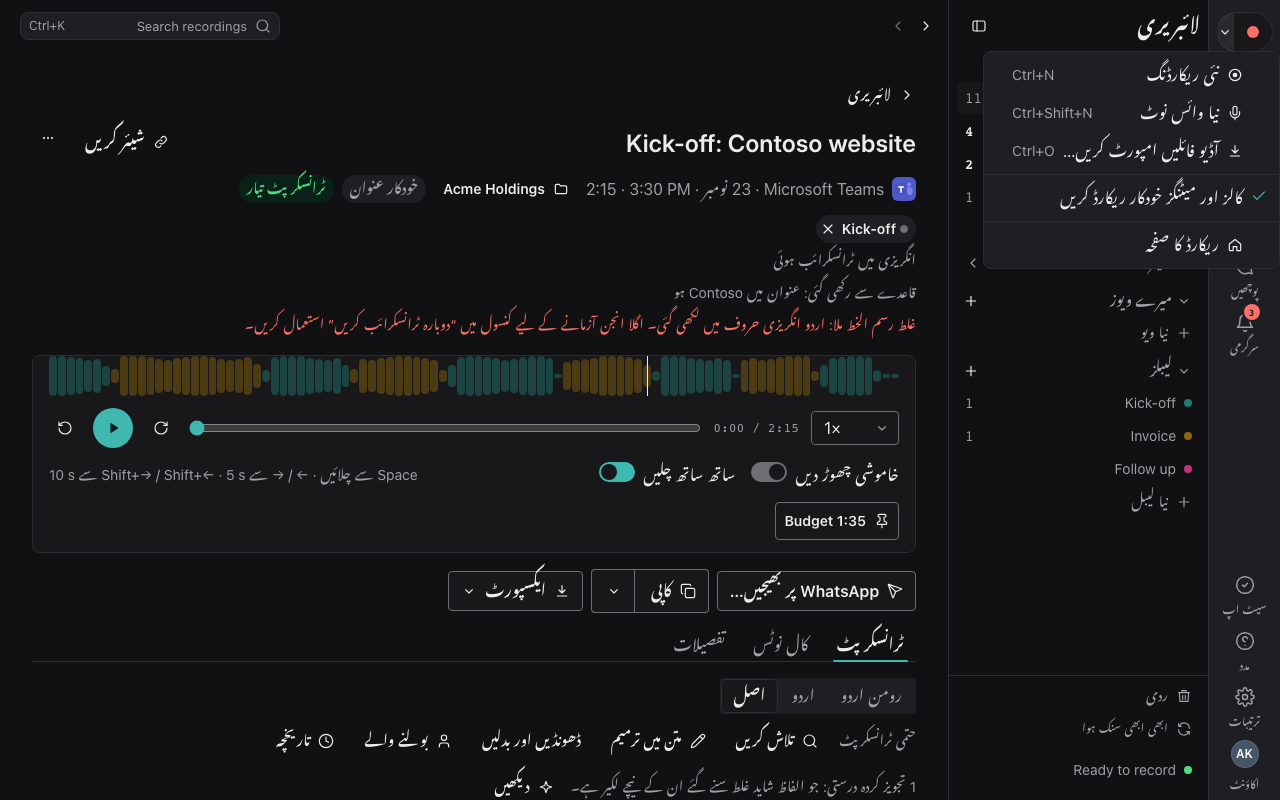 لائبریری
نئی ریکارڈنگ Ctrl+N
نیا وائس نوٹ Ctrl+Shift+N
آڈیو فائلیں امپورٹ کریں... Ctrl+O
کالز اور میٹنگز خودکار ریکارڈ کریں
ریکارڈ کا صفحہ
11
4
2
1
پوچھیں
3
سرگرمی
سیٹ اپ
مدد
ترتیبات
AK
اکاؤنٹ
میرے ویوز
نیا ویو
لیبلز
Kick-off 1
Invoice 1
Follow up
نیا لیبل
ردی
ابھی ابھی سنک ہوا
Ready to record
Search recordings Ctrl+K
لائبریری
Kick-off: Contoso website
شیئر کریں
...
Microsoft Teams · 23 نومبر · 3:30 PM · 2:15 Acme Holdings خودکار عنوان ٹرانسکرپٹ تیار
Kick-off
انگریزی میں ٹرانسکرائب ہوئی
قاعدے سے رکھی گئی: عنوان میں Contoso ہو
غلط رسم الخط ملا: اردو انگریزی حروف میں لکھی گئی۔ اگلا انجن آزمانے کے لیے کنسول میں "دوبارہ ٹرانسکرائب کریں" استعمال کریں۔
0:00 / 2:15 1×
خاموشی چھوڑ دیں ساتھ ساتھ چلیں
Space سے چلائیں · ← / → سے 5 s · Shift+← / Shift+→ سے 10 s
Budget 1:35
WhatsApp پر بھیجیں... کاپی ایکسپورٹ
ٹرانسکرپٹ کال نوٹس تفصیلات
رومن اردو اردو اصل
حتمی ٹرانسکرپٹ تلاش کریں متن میں ترمیم ڈھونڈیں اور بدلیں بولنے والے تاریخچہ
1 تجویز کردہ درستی: جو الفاظ شاید غلط سنے گئے ان کے نیچے لکیر ہے۔ دیکھیں